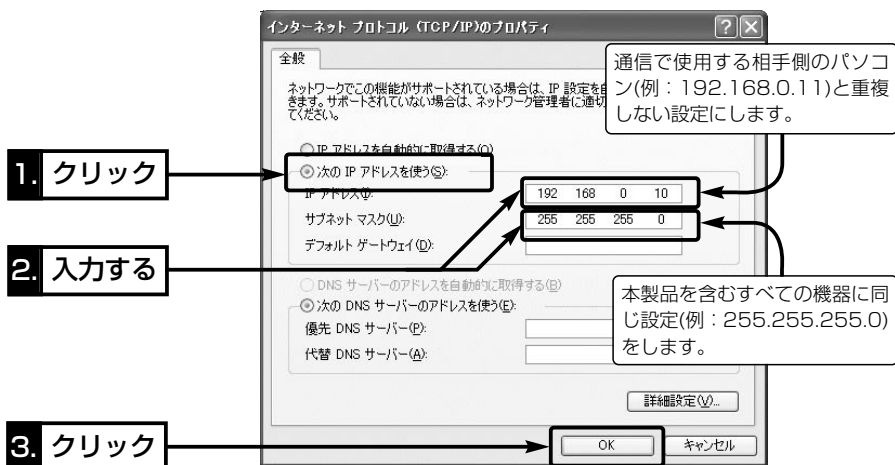 インターネット プロトコル (TCP/IP)のプロパティ
全般
通信で使用する相手側のパソコ
ン(例：192.168.0.11)と重複
しない設定にします。
ネットワークでこの機能がサポートされている場合は、IP 設定を自
きます。サポートされていない場合は、ネットワーク管理者に適切
てください。
IP アドレスを自動的に取得する(O)
1. クリック
次の IP アドレスを使う(S):
IP アドレス(I):
192 168 0 10
サブネット マスク(U):
255 255 255 0
デフォルト ゲートウェイ(D):
2. 入力する
DNS サーバーのアドレスを自動的に取得する(B)
次の DNS サーバーのアドレスを使う(E):
優先 DNS サーバー(P):
代替 DNS サーバー(A):
本製品を含むすべての機器に同
じ設定(例：255.255.255.0)
をします。
詳細設定(V)...
3. クリック
OK
キャンセル